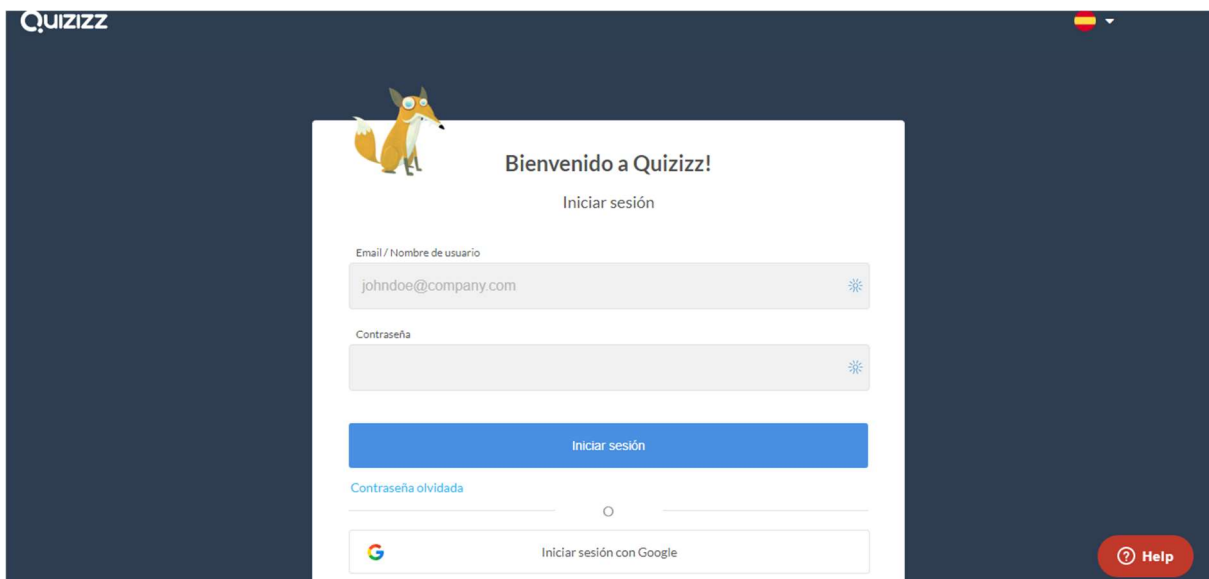 Quizizz
Bienvenido a Quizizz!
Iniciar sesión
Email / Nombre de usuario
johndoe@company.com
Contraseña
Iniciar sesión
Contraseña olvidada
O
Iniciar sesión con Google
Help